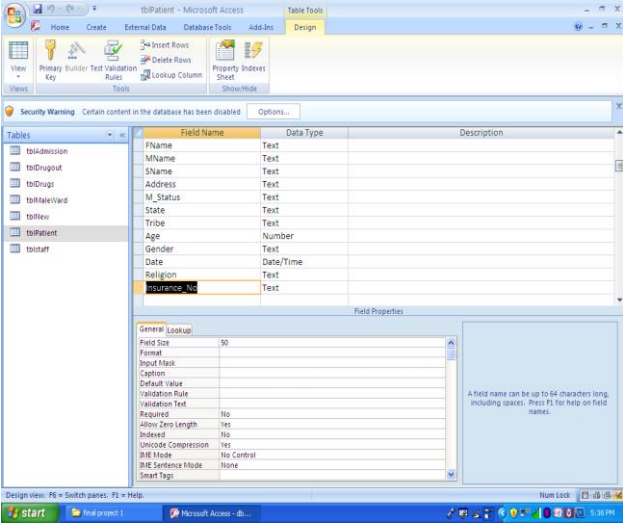 tblPatient - Microsoft Access
Table Tools
Home Create External Data Database Tools Add-Ins Design
View
Primary Key
Builder
Test Validation Rules
Insert Rows
Delete Rows
Lookup Column
Property Sheet
Indexes
Views Tools Show/Hide
Security Warning Certain content in the database has been disabled Options...
Tables
tblAdmission
tblDrugout
tblDrugs
tblMaleWard
tblNew
tblPatient
tblstaff
Field Name Data Type Description
FName Text
MName Text
SName Text
Address Text
M_Status Text
State Text
Tribe Text
Age Number
Gender Text
Date Date/Time
Religion Text
Insurance_No Text
Field Properties
General Lookup
Field Size 50
Format
Input Mask
Caption
Default Value
Validation Rule
Validation Text
Required No
Allow Zero Length Yes
Indexed No
Unicode Compression Yes
IME Mode No Control
IME Sentence Mode None
Smart Tags
A field name can be up to 64 characters long,
including spaces. Press F1 for help on field
names.
Design view. F6 = Switch panes. F1 = Help.
Num Lock
start final project 1 Microsoft Access - db... 5:30 PM